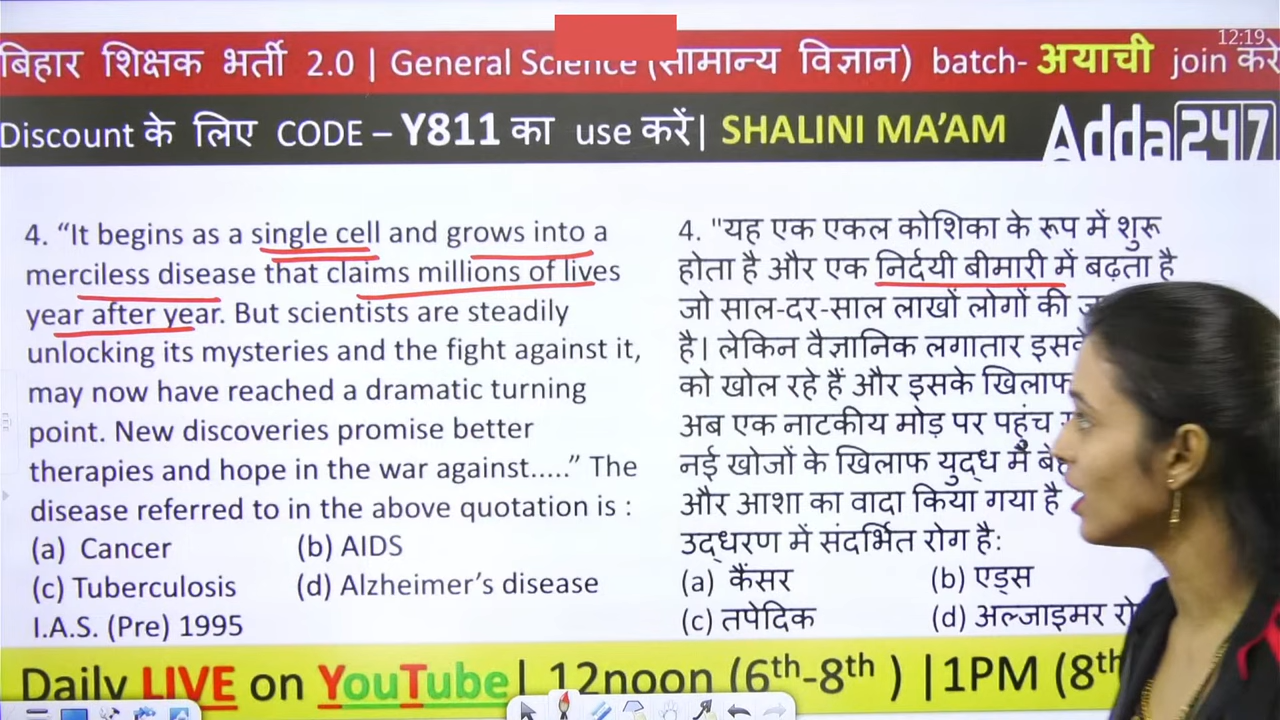 12:19
बिहार शिक्षक भर्ती 2.0 | General Science (सामान्य विज्ञान) batch- अयाची join करें
Discount के लिए CODE – Y811 का use करें| SHALINI MA'AM Adda247
4. “It begins as a single cell and grows into a
merciless disease that claims millions of lives
year after year. But scientists are steadily
unlocking its mysteries and the fight against it,
may now have reached a dramatic turning
point. New discoveries promise better
therapies and hope in the war against.....” The
disease referred to in the above quotation is :
(a) Cancer (b) AIDS
(c) Tuberculosis (d) Alzheimer’s disease
I.A.S. (Pre) 1995
4. "यह एक एकल कोशिका के रूप में शुरू
होता है और एक निर्दयी बीमारी में बढ़ता है
जो साल-दर-साल लाखों लोगों की
है। लेकिन वैज्ञानिक लगातार
को खोल रहे हैं और इसके खिलाफ
अब एक नाटकीय मोड़ पर पहुंच
नई खोजों के खिलाफ युद्ध में
और आशा का वादा किया गया है
उद्धरण में संदर्भित रोग है:
(a) कैंसर (b) एड्स
(c) तपेदिक (d) अल्जाइमर
Daily LIVE on YouTube| 12noon (6th-8th ) |1PM (8th